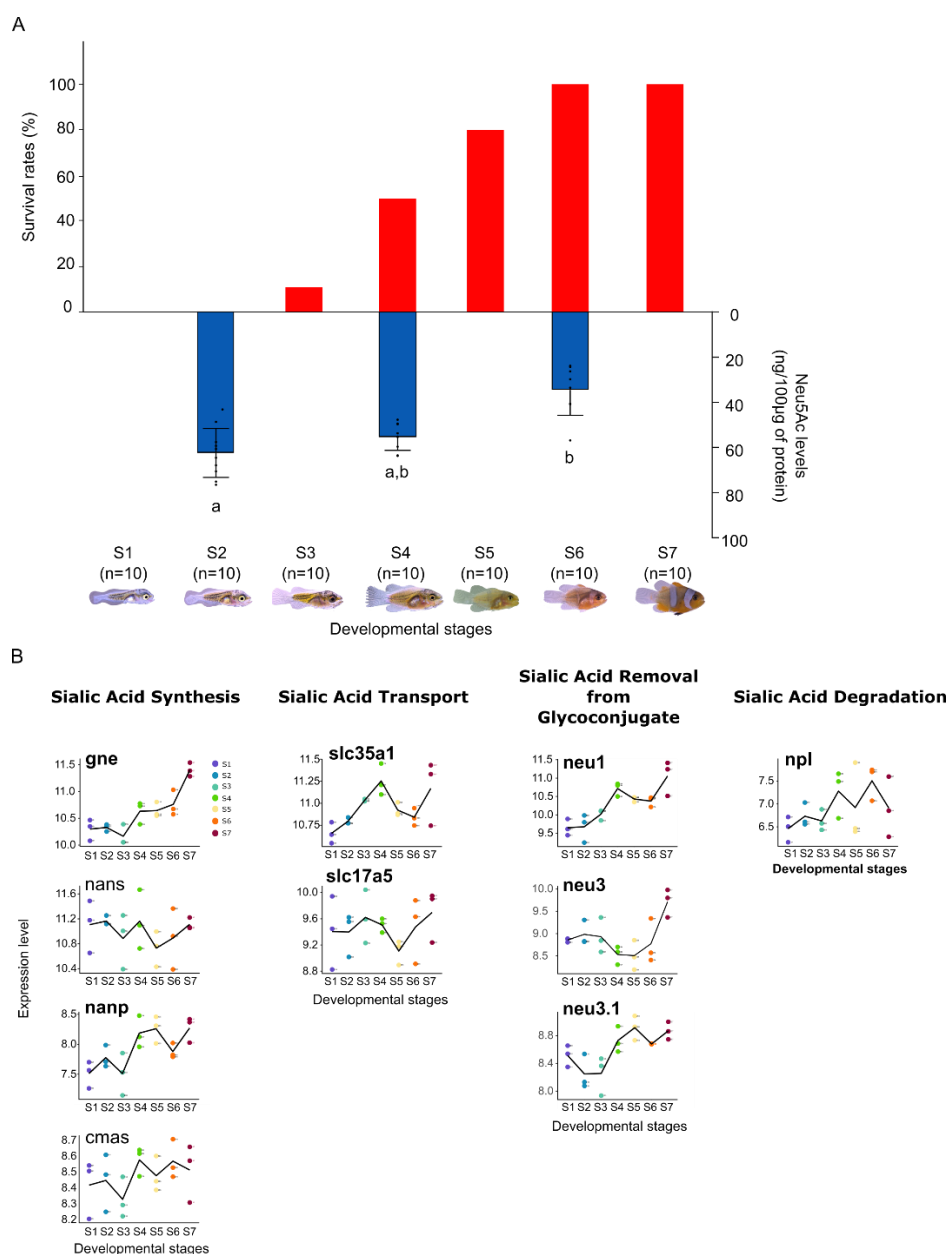 A
Survival rates (%)
100
80
60
40
20
0
0
20
40
60
80
100
Neu5Ac levels
(ng/100µg of protein)
a
a,b
b
S1 S2 S3 S4 S5 S6 S7
(n=10) (n=10) (n=10) (n=10) (n=10) (n=10) (n=10)
Developmental stages
B
Sialic Acid Synthesis
Sialic Acid Transport
Sialic Acid Removal
from
Glycoconjugate
Sialic Acid Degradation
Expression level
gne
11.5
11.0
10.5
10.0
S1 S2 S3 S4 S5 S6 S7
S1
S2
S3
S4
S5
S6
S7
nans
11.6
11.2
10.8
10.4
S1 S2 S3 S4 S5 S6 S7
nanp
8.5
8.0
7.5
S1 S2 S3 S4 S5 S6 S7
cmas
8.7
8.6
8.5
8.4
8.3
8.2
S1 S2 S3 S4 S5 S6 S7
Developmental stages
slc35a1
11.50
11.25
11.0
10.75
S1 S2 S3 S4 S5 S6 S7
slc17a5
10.0
9.6
9.2
8.8
S1 S2 S3 S4 S5 S6 S7
Developmental stages
neu1
11.5
11.0
10.5
10.0
9.5
S1 S2 S3 S4 S5 S6 S7
neu3
10.0
9.5
9.0
8.5
S1 S2 S3 S4 S5 S6 S7
neu3.1
8.8
8.4
8.0
S1 S2 S3 S4 S5 S6 S7
Developmental stages
npl
7.5
7.0
6.5
S1 S2 S3 S4 S5 S6 S7
Developmental stages